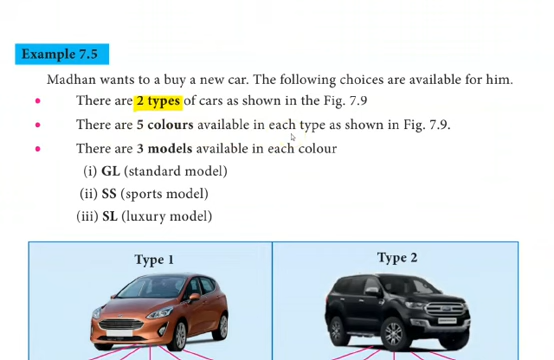 Example 7.5
Madhan wants to a buy a new car. The following choices are available for him.
• There are 2 types of cars as shown in the Fig. 7.9
• There are 5 colours available in each type as shown in Fig. 7.9.
• There are 3 models available in each colour
(i) GL (standard model)
(ii) SS (sports model)
(iii) SL (luxury model)
Type 1
Type 2